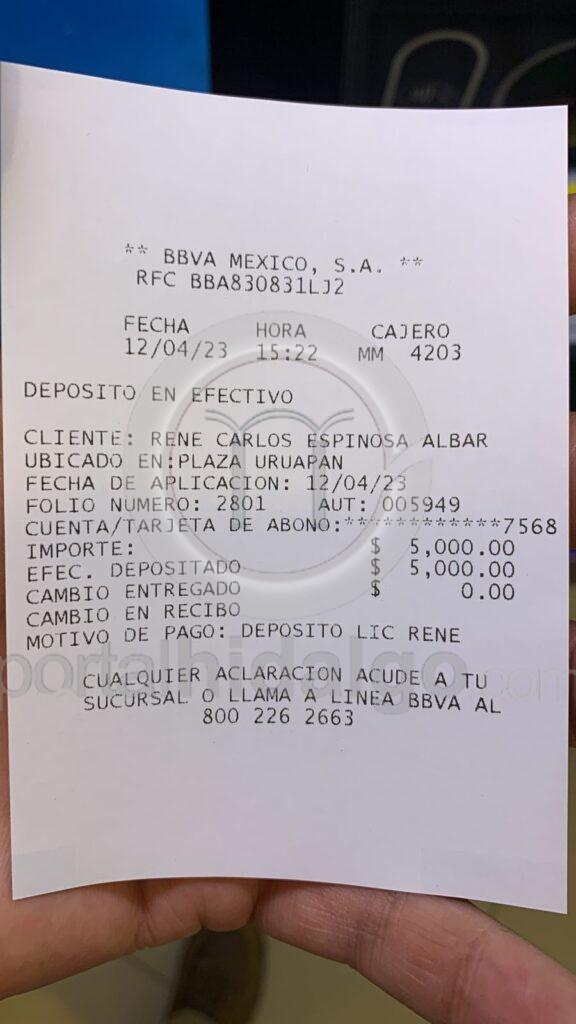 ** BBVA MEXICO, S.A. **
RFC BBA830831LJ2
FECHA HORA CAJERO
12/04/23 15:22 MM 4203
DEPOSITO EN EFECTIVO
CLIENTE: RENE CARLOS ESPINOSA ALBAR
UBICADO EN:PLAZA URUAPAN
FECHA DE APLICACION: 12/04/23
FOLIO NUMERO: 2801 AUT: 005949
CUENTA/TARJETA DE ABONO:************7568
IMPORTE: $ 5,000.00
EFEC. DEPOSITADO $ 5,000.00
CAMBIO ENTREGADO $ 0.00
CAMBIO EN RECIBO
MOTIVO DE PAGO: DEPOSITO LIC RENE
portalhidalgo.com
CUALQUIER ACLARACION ACUDE A TU
SUCURSAL O LLAMA A LINEA BBVA AL
800 226 2663